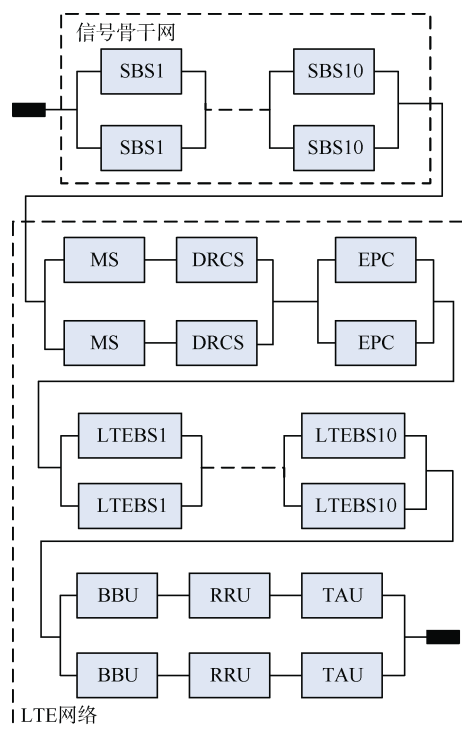 信号骨干网
SBS1
SBS10
SBS1
SBS10
MS
DRCS
EPC
MS
DRCS
EPC
LTEBS1
LTEBS10
LTEBS1
LTEBS10
BBU
RRU
TAU
BBU
RRU
TAU
LTE网络